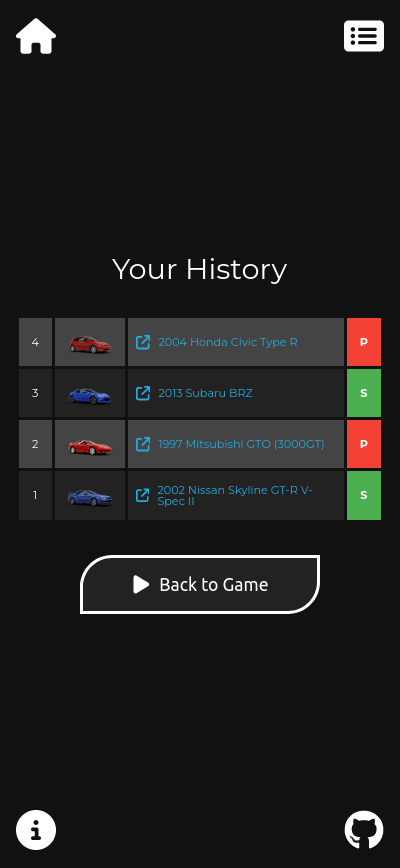 Your History
4 2004 Honda Civic Type R P
3 2013 Subaru BRZ S
2 1997 Mitsubishi GTO (3000GT) P
1 2002 Nissan Skyline GT-R V-
Spec II S
Back to Game